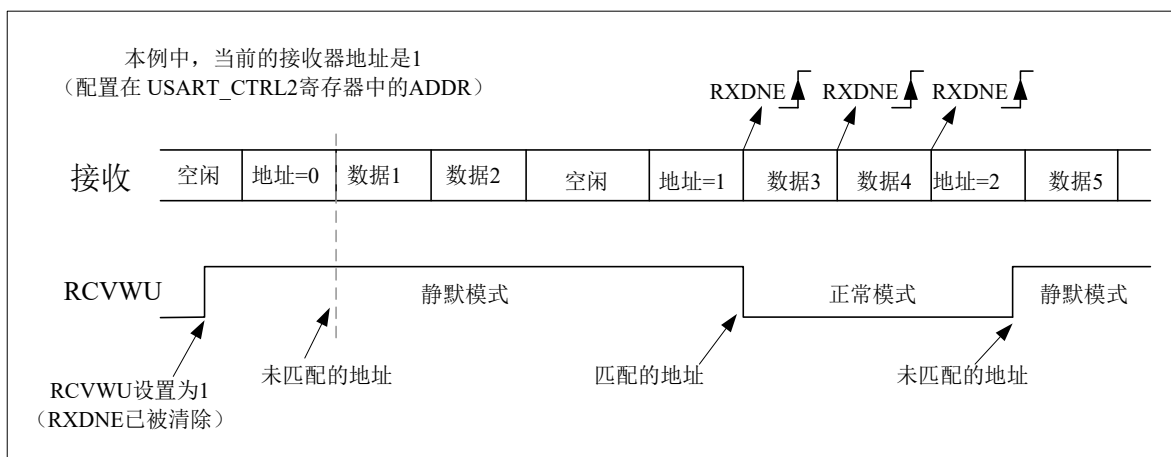 本例中，当前的接收器地址是1
（配置在 USART_CTRL2寄存器中的ADDR）
RXDNE RXDNE RXDNE
接收 空闲 地址=0 数据1 数据2 空闲 地址=1 数据3 数据4 地址=2 数据5
RCVWU 静默模式 正常模式 静默模式
未匹配的地址 匹配的地址 未匹配的地址
RCVWU设置为1
（RXDNE已被清除）